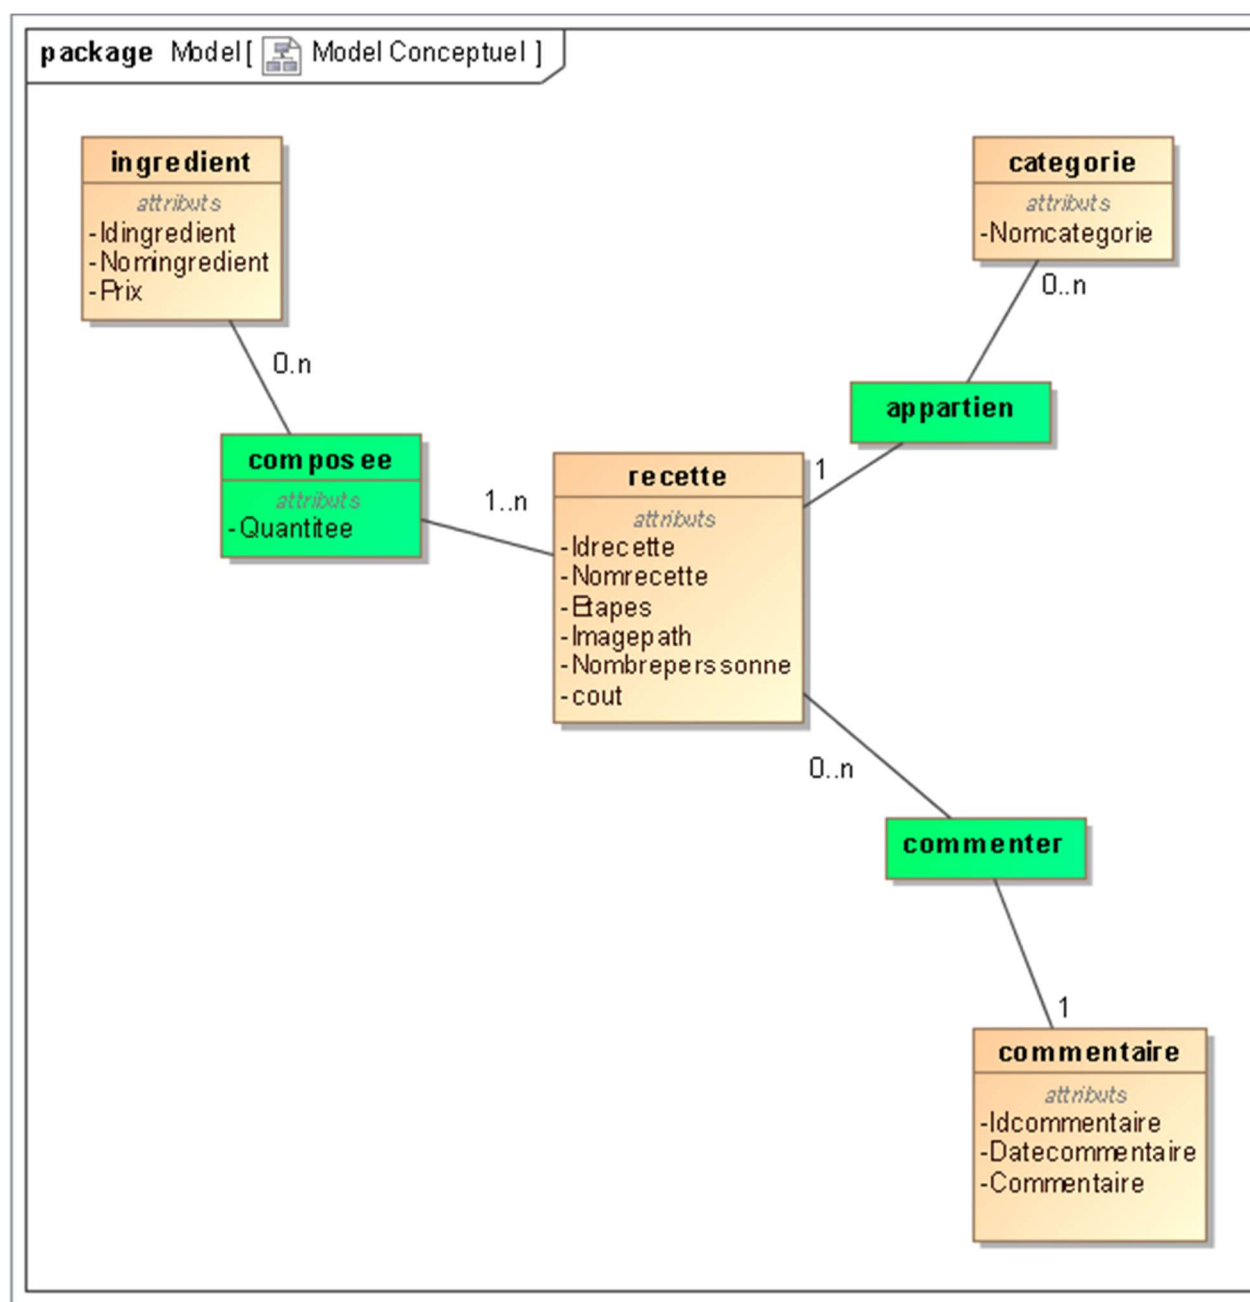 package Model [ Model Conceptuel ]
ingredient
attributs
-Idingredient
-Nomingredient
-Prix
0.n
composee
attributs
-Quantitee
1..n
categorie
attributs
-Nomcategorie
0..n
appartien
1
recette
attributs
-Idrecette
-Nomrecette
-Etapes
-Imagepath
-Nombreperssonne
-cout
0..n
commenter
1
commentaire
attributs
-Idcommentaire
-Datecommentaire
-Commentaire